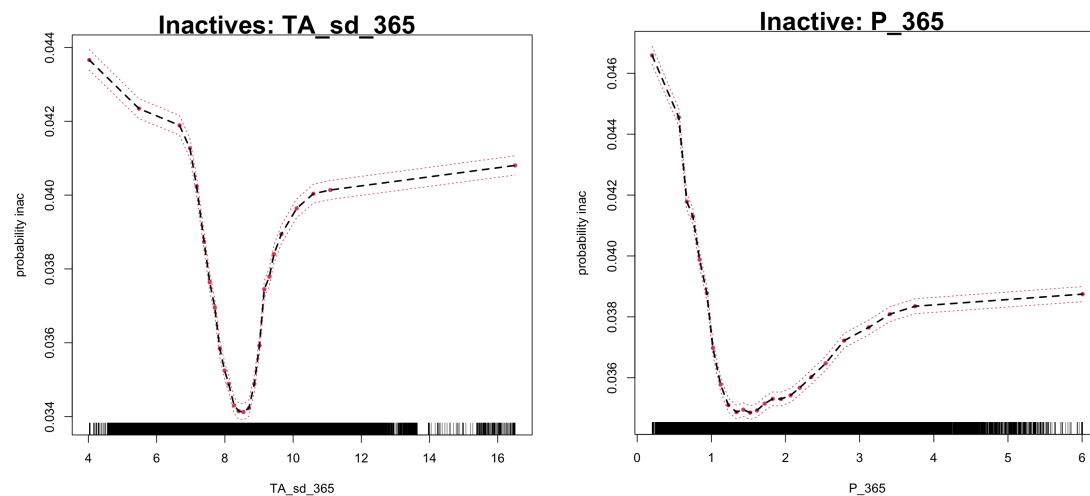 Inactives: TA_sd_365
0.044
0.042
0.040
0.038
0.036
0.034
probability inac
4 6 8 10 12 14 16
TA_sd_365
Inactive: P_365
0.046
0.044
0.042
0.040
0.038
0.036
probability inac
0 1 2 3 4 5 6
P_365